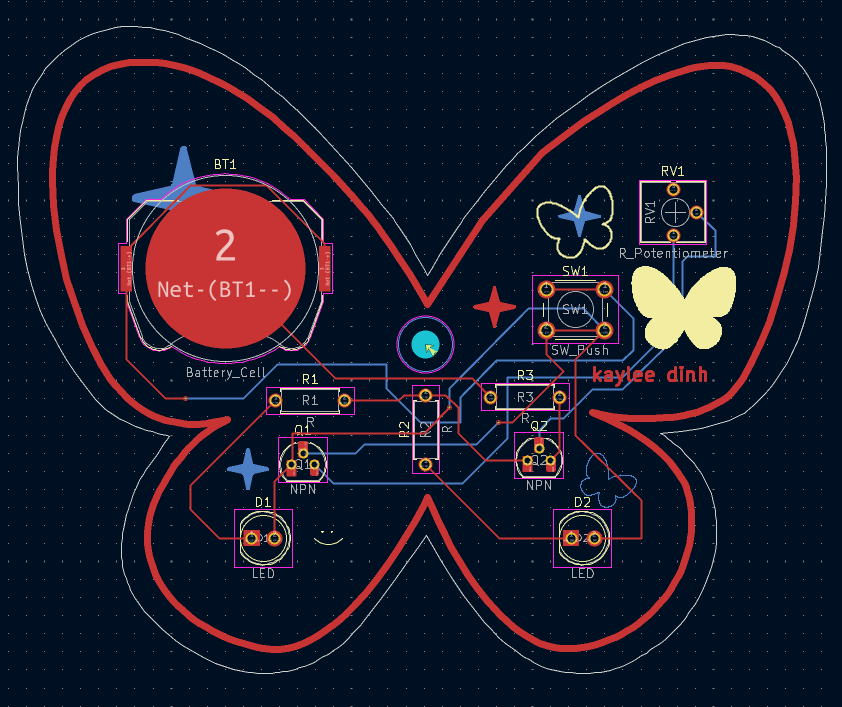 BT1
2
Net-(BT1--)
Battery_Cell
RV1
RV1
R_Potentiometer
SW1
SW1
SW_Push
kaylee dinh
R1
R1
R
R3
R3
R
R2
R2
R
Q1
Q1
NPN
Q2
Q2
NPN
D1
D1
LED
D2
D2
LED